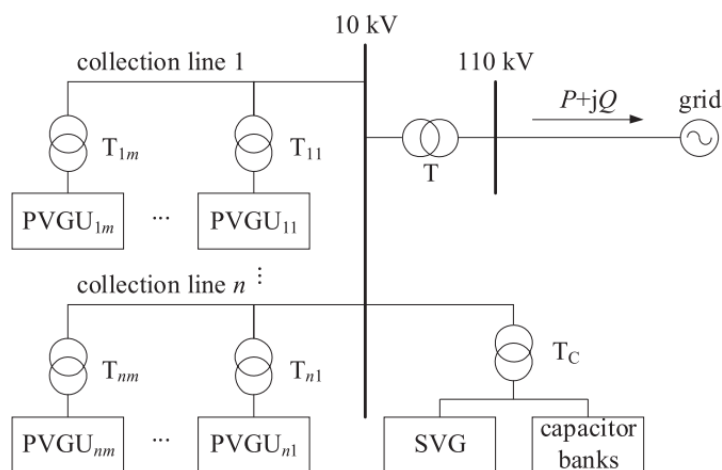 10 kV
collection line 1
110 kV
P+jQ
grid
T₁ₘ
T₁₁
T
PVGU₁ₘ
...
PVGU₁₁
collection line n
...
Tₙₘ
Tₙ₁
T_C
PVGUₙₘ
...
PVGUₙ₁
SVG
capacitor
banks